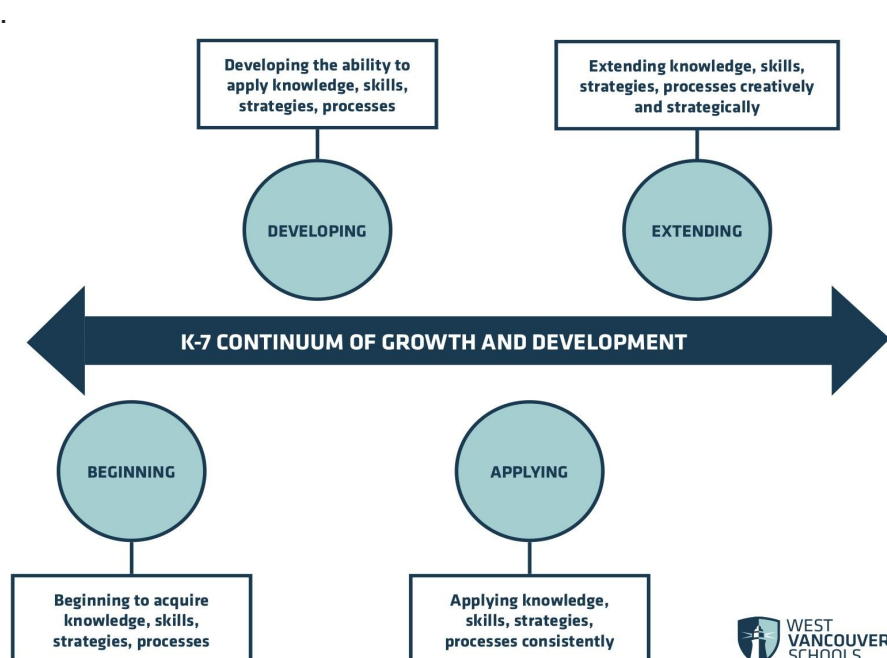 .
Developing the ability to
apply knowledge, skills,
strategies, processes
Extending knowledge, skills,
strategies, processes creatively
and strategically
DEVELOPING
EXTENDING
K-7 CONTINUUM OF GROWTH AND DEVELOPMENT
BEGINNING
APPLYING
Beginning to acquire
knowledge, skills,
strategies, processes
Applying knowledge,
skills, strategies,
processes consistently
WEST
VANCOUVER
SCHOOLS